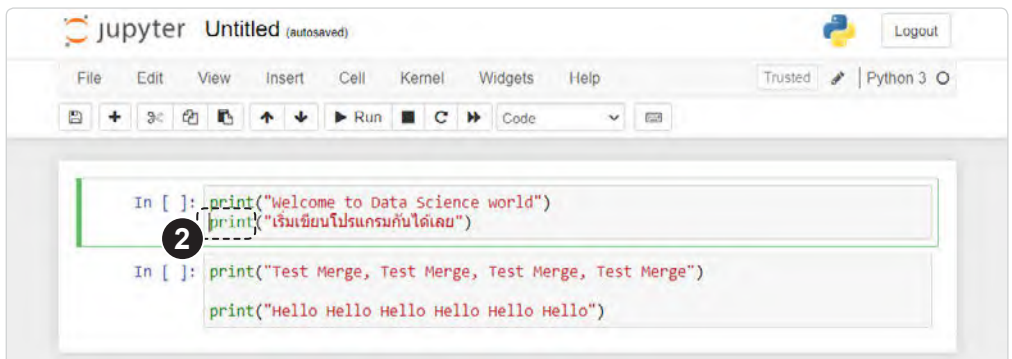 jupyter Untitled (autosaved) Logout
File Edit View Insert Cell Kernel Widgets Help Trusted Python 3
Run Code
In [ ]: print("Welcome to Data Science world")
print("เริ่มเขียนโปรแกรมกันได้เลย")
2
In [ ]: print("Test Merge, Test Merge, Test Merge, Test Merge")
print("Hello Hello Hello Hello Hello Hello")